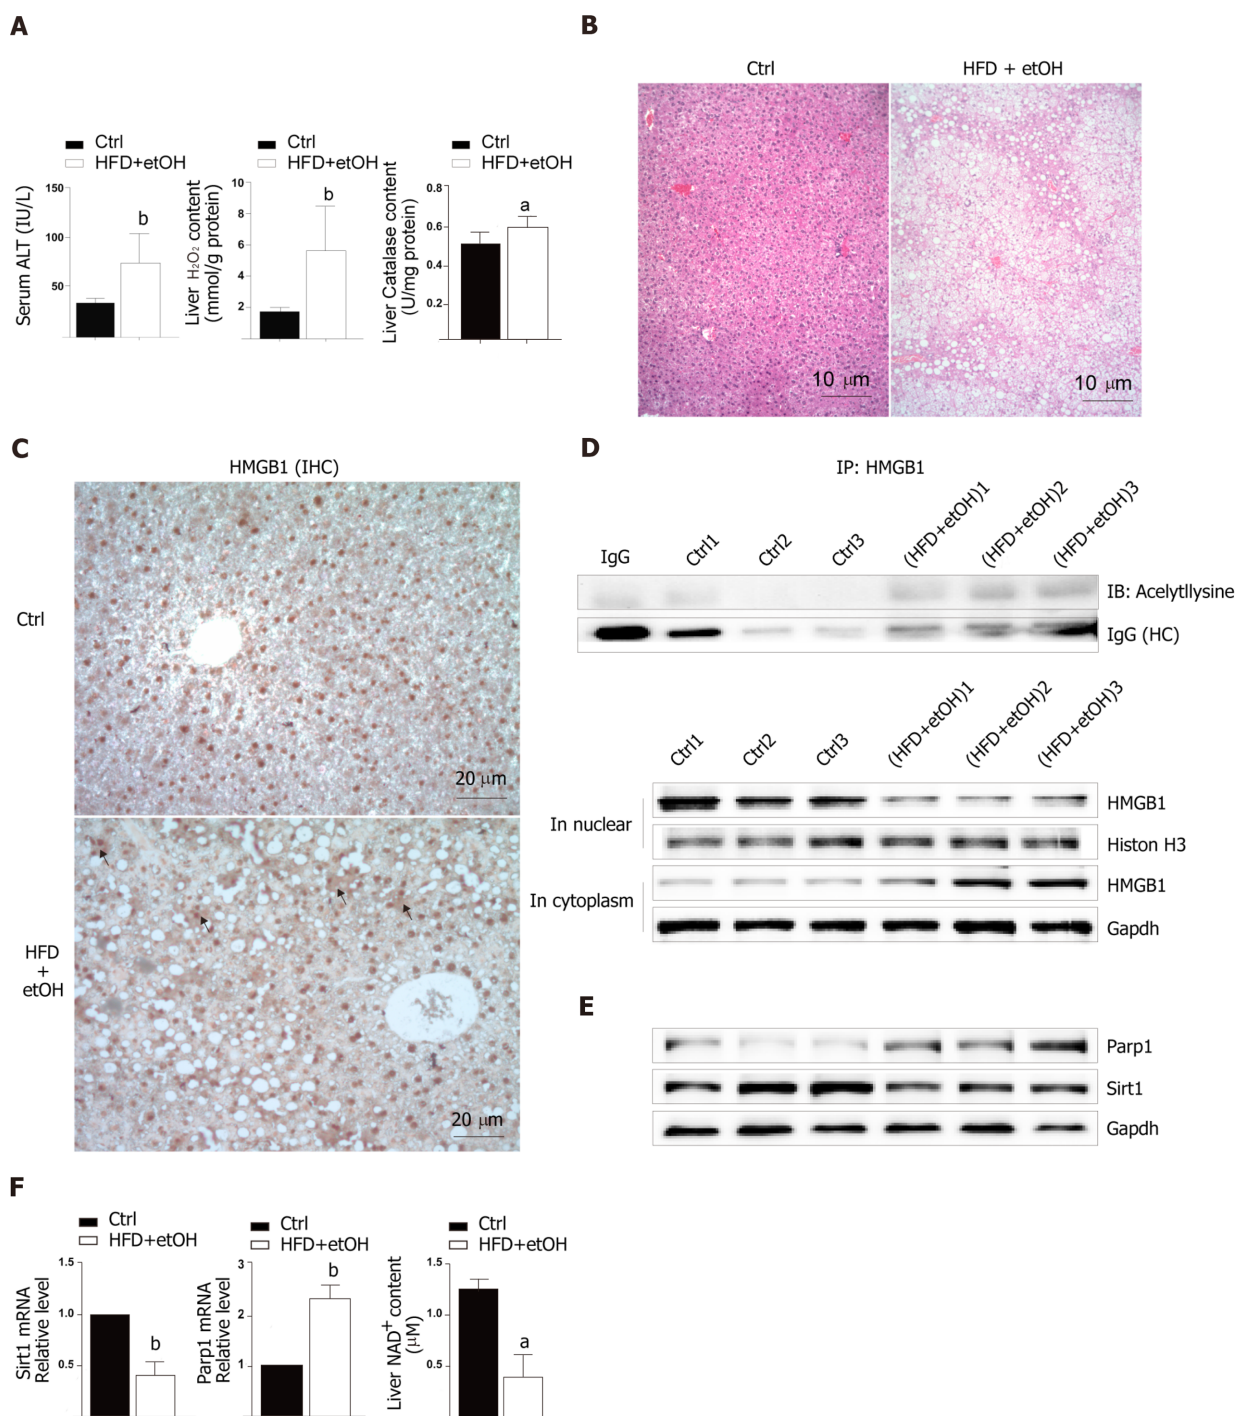 A
Ctrl
HFD+etOH
Serum ALT (IU/L)
150
100
50
b
Ctrl
HFD+etOH
Liver H₂O₂ content
(mmol/g protein)
10
8
6
4
2
b
Ctrl
HFD+etOH
Liver Catalase content
(U/mg protein)
0.8
0.6
0.4
0.2
a
B
Ctrl
HFD + etOH
10 μm
10 μm
C
HMGB1 (IHC)
Ctrl
20 μm
HFD
+
etOH
20 μm
D
IP: HMGB1
IgG
Ctrl1
Ctrl2
Ctrl3
(HFD+etOH)1
(HFD+etOH)2
(HFD+etOH)3
IB: Acelytllysine
IgG (HC)
Ctrl1
Ctrl2
Ctrl3
(HFD+etOH)1
(HFD+etOH)2
(HFD+etOH)3
In nuclear
HMGB1
Histon H3
In cytoplasm
HMGB1
Gapdh
E
Parp1
Sirt1
Gapdh
F
Ctrl
HFD+etOH
Sirt1 mRNA
Relative level
1.5
1.0
0.5
b
Ctrl
HFD+etOH
Parp1 mRNA
Relative level
3
2
1
b
Ctrl
HFD+etOH
Liver NAD⁺ content
(μM)
1.5
1.0
0.5
a